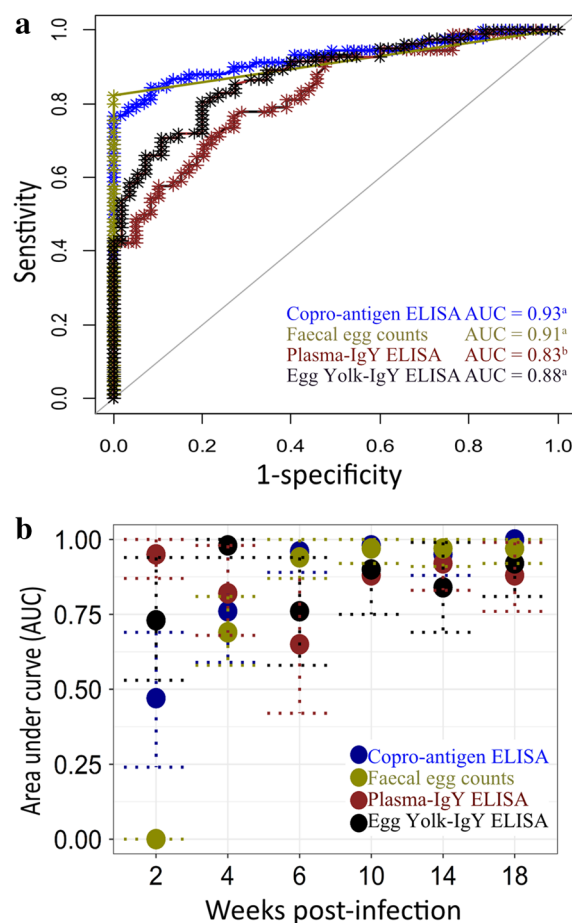 a
Senstivity
1.0
0.8
0.6
0.4
0.2
0.0
Copro-antigen ELISA AUC = 0.93ᵃ
Faecal egg counts AUC = 0.91ᵃ
Plasma-IgY ELISA AUC = 0.83ᵇ
Egg Yolk-IgY ELISA AUC = 0.88ᵃ
0.0 0.2 0.4 0.6 0.8 1.0
1-specificity
b
Area under curve (AUC)
1.00
0.75
0.50
0.25
0.00
Copro-antigen ELISA
Faecal egg counts
Plasma-IgY ELISA
Egg Yolk-IgY ELISA
2 4 6 10 14 18
Weeks post-infection